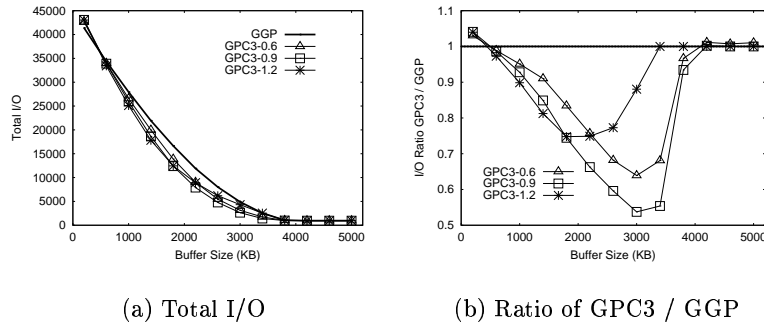 45000
40000
35000
30000
25000
20000
15000
10000
5000
0
Total I/O
GGP
GPC3-0.6
GPC3-0.9
GPC3-1.2
0 1000 2000 3000 4000 5000
Buffer Size (KB)
(a) Total I/O
1.1
1
0.9
0.8
0.7
0.6
0.5
I/O Ratio GPC3 / GGP
GPC3-0.6
GPC3-0.9
GPC3-1.2
0 1000 2000 3000 4000 5000
Buffer Size (KB)
(b) Ratio of GPC3 / GGP